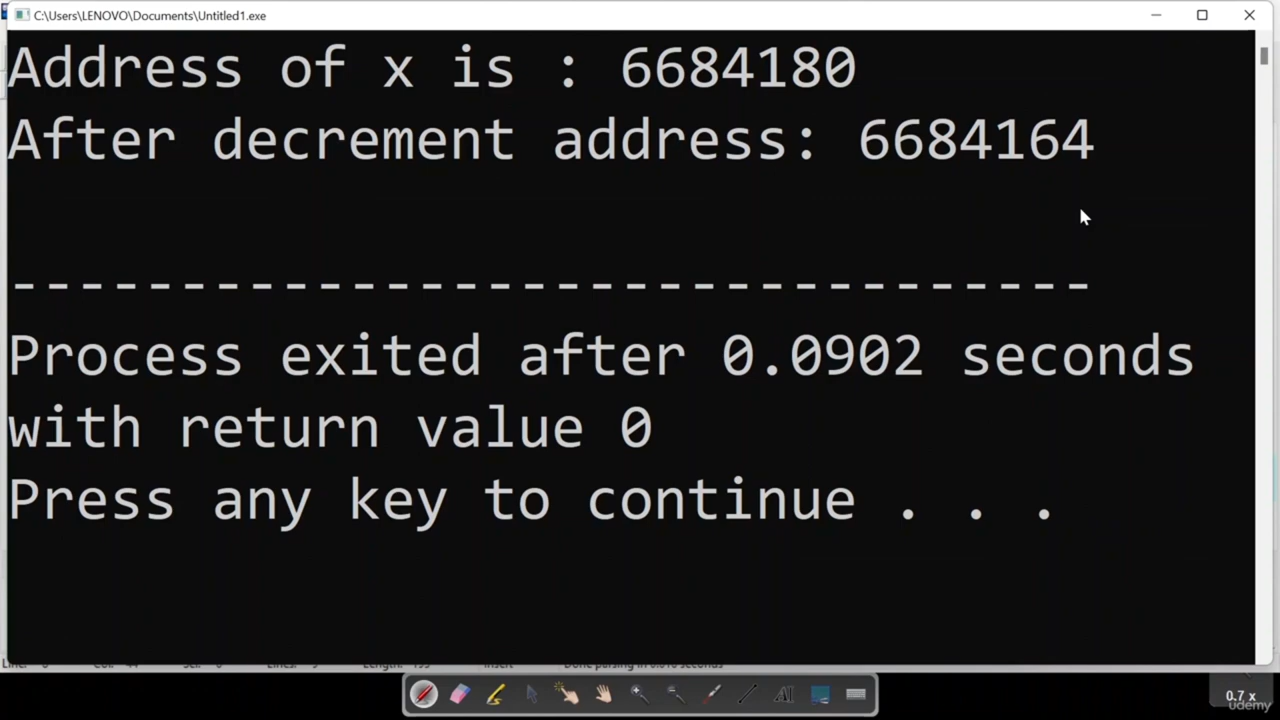 C:\Users\LENOVO\Documents\Untitled1.exe
Address of x is : 6684180
After decrement address: 6684164
---------------------------------
Process exited after 0.0902 seconds
with return value 0
Press any key to continue . . .
AI
0.7 x
udemy